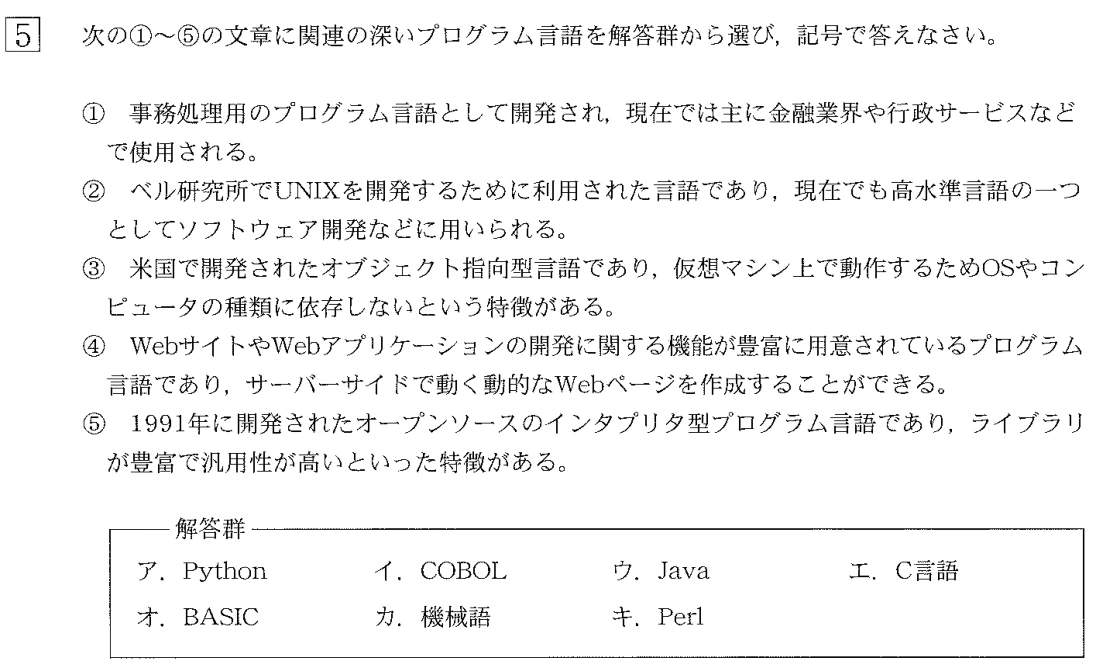 5 次の①～⑤の文章に関連の深いプログラム言語を解答群から選び，記号で答えなさい。
① 事務処理用のプログラム言語として開発され，現在では主に金融業界や行政サービスなど
で使用される。
② ベル研究所でUNIXを開発するために利用された言語であり，現在でも高水準言語の一つ
としてソフトウェア開発などに用いられる。
③ 米国で開発されたオブジェクト指向型言語であり，仮想マシン上で動作するためOSやコン
ピュータの種類に依存しないという特徴がある。
④ WebサイトやWebアプリケーションの開発に関する機能が豊富に用意されているプログラム
言語であり，サーバーサイドで動く動的なWebページを作成することができる。
⑤ 1991年に開発されたオープンソースのインタプリタ型プログラム言語であり，ライブラリ
が豊富で汎用性が高いといった特徴がある。
解答群
ア．Python イ．COBOL ウ．Java エ．C言語
オ．BASIC カ．機械語 キ．Perl